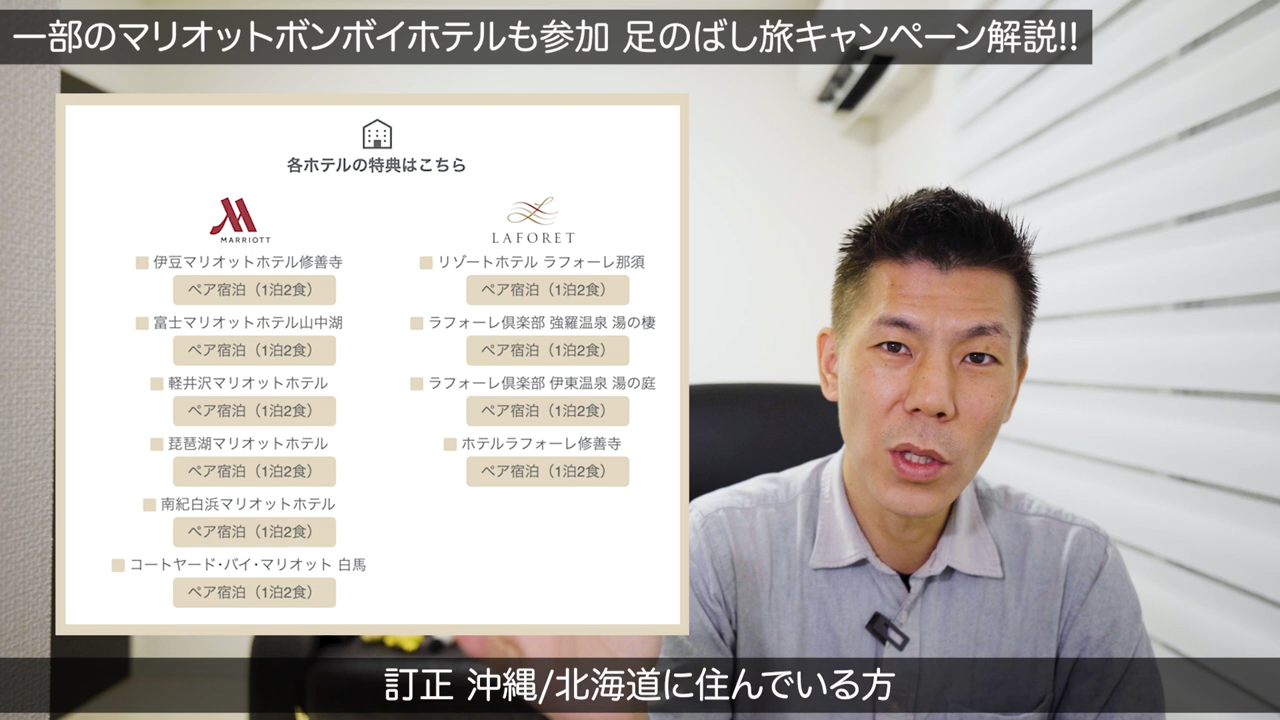 一部のマリオットボンボイホテルも参加 足のばし旅キャンペーン解説!!
各ホテルの特典はこちら
MARRIOTT
伊豆マリオットホテル修善寺
ペア宿泊（1泊2食）
富士マリオットホテル山中湖
ペア宿泊（1泊2食）
軽井沢マリオットホテル
ペア宿泊（1泊2食）
琵琶湖マリオットホテル
ペア宿泊（1泊2食）
南紀白浜マリオットホテル
ペア宿泊（1泊2食）
コートヤード・バイ・マリオット 白馬
ペア宿泊（1泊2食）
LAFORET
リゾートホテル ラフォーレ那須
ペア宿泊（1泊2食）
ラフォーレ倶楽部 強羅温泉 湯の棲
ペア宿泊（1泊2食）
ラフォーレ倶楽部 伊東温泉 湯の庭
ペア宿泊（1泊2食）
ホテルラフォーレ修善寺
ペア宿泊（1泊2食）
訂正 沖縄/北海道に住んでいる方